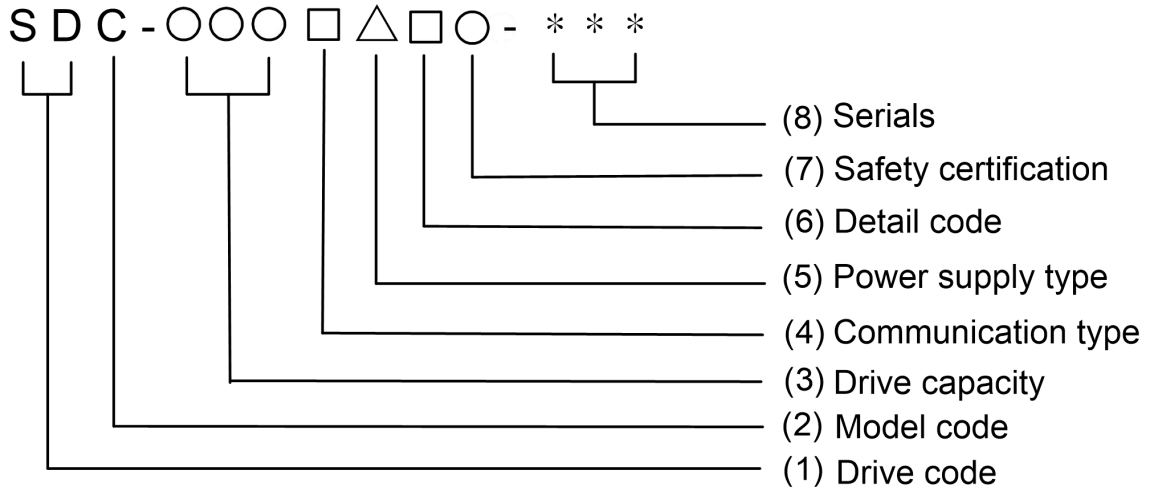 SDC-○○○□△□○-***
(8) Serials
(7) Safety certification
(6) Detail code
(5) Power supply type
(4) Communication type
(3) Drive capacity
(2) Model code
(1) Drive code